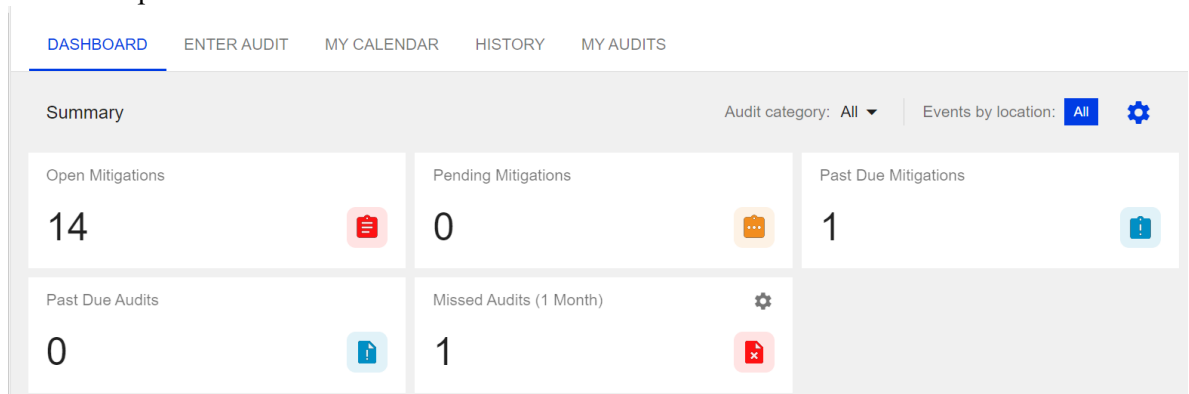 DASHBOARD ENTER AUDIT MY CALENDAR HISTORY MY AUDITS
Summary Audit category: All Events by location: All
Open Mitigations Pending Mitigations Past Due Mitigations
14 0 1
Past Due Audits Missed Audits (1 Month)
0 1